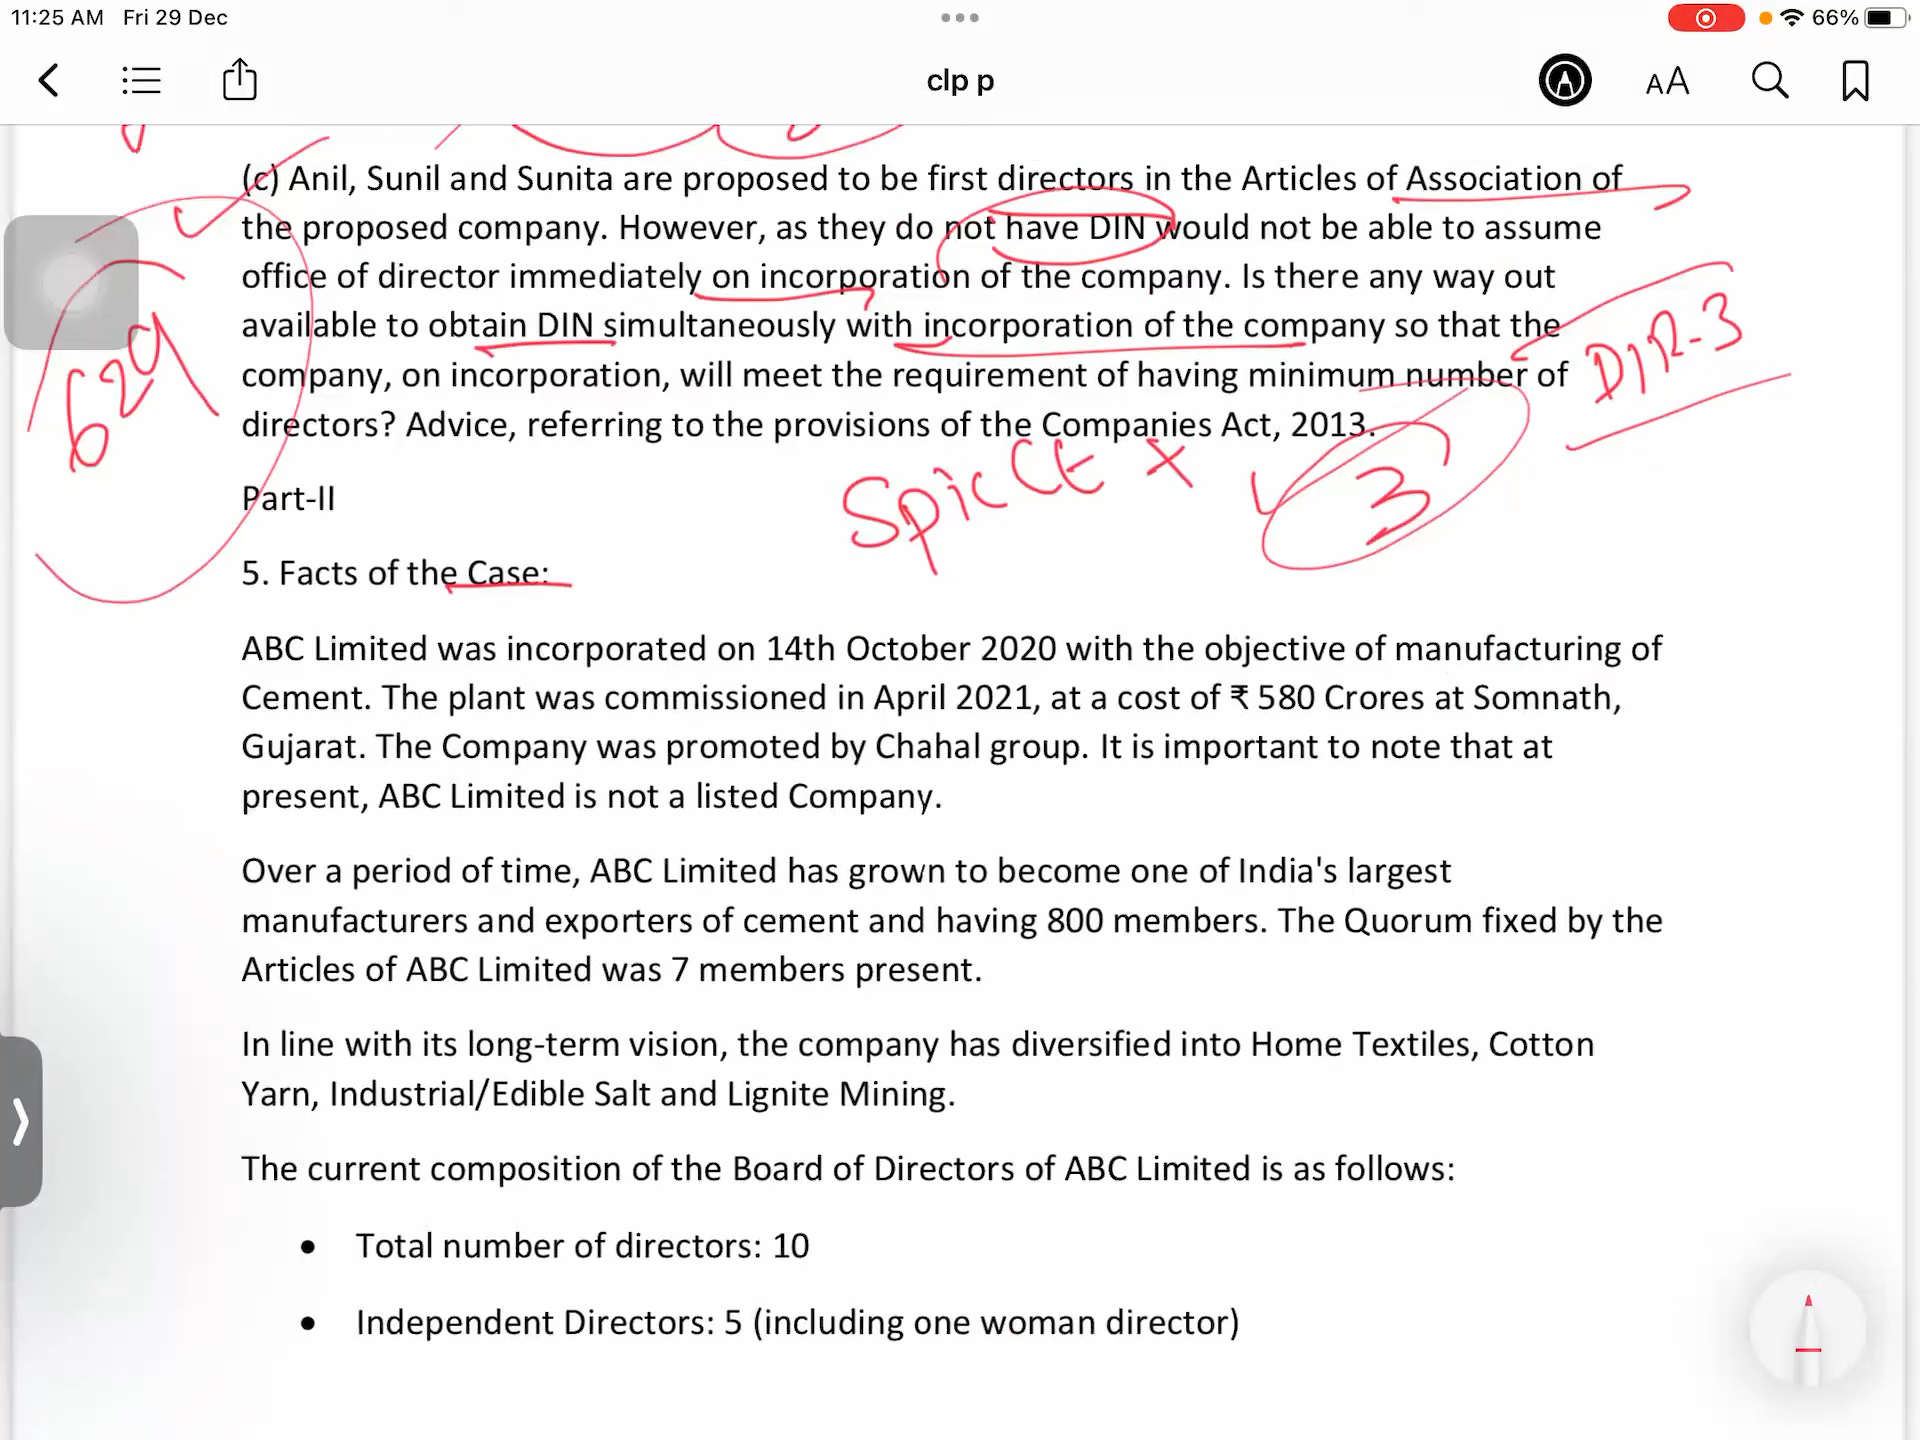 11:25 AM Fri 29 Dec
66%
clp p
(c) Anil, Sunil and Sunita are proposed to be first directors in the Articles of Association of
the proposed company. However, as they do not have DIN would not be able to assume
office of director immediately on incorporation of the company. Is there any way out
available to obtain DIN simultaneously with incorporation of the company so that the
company, on incorporation, will meet the requirement of having minimum number of
directors? Advice, referring to the provisions of the Companies Act, 2013.
DIR-3
629
SpicCE +
3
Part-II
5. Facts of the Case:
ABC Limited was incorporated on 14th October 2020 with the objective of manufacturing of
Cement. The plant was commissioned in April 2021, at a cost of ₹ 580 Crores at Somnath,
Gujarat. The Company was promoted by Chahal group. It is important to note that at
present, ABC Limited is not a listed Company.
Over a period of time, ABC Limited has grown to become one of India's largest
manufacturers and exporters of cement and having 800 members. The Quorum fixed by the
Articles of ABC Limited was 7 members present.
In line with its long-term vision, the company has diversified into Home Textiles, Cotton
Yarn, Industrial/Edible Salt and Lignite Mining.
The current composition of the Board of Directors of ABC Limited is as follows:
• Total number of directors: 10
• Independent Directors: 5 (including one woman director)